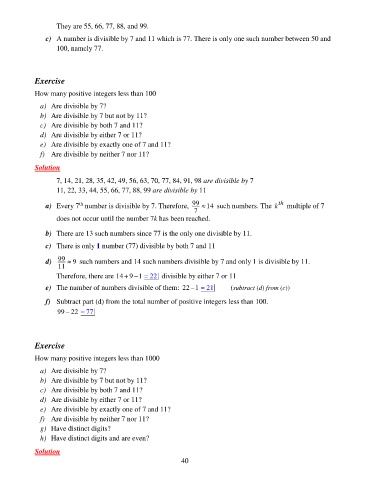 They are 55, 66, 77, 88, and 99.
c) A number is divisible by 7 and 11 which is 77. There is only one such number between 50 and
100, namely 77.
Exercise
How many positive integers less than 100
a) Are divisible by 7?
b) Are divisible by 7 but not by 11?
c) Are divisible by both 7 and 11?
d) Are divisible by either 7 or 11?
e) Are divisible by exactly one of 7 and 11?
f) Are divisible by neither 7 nor 11?
Solution
7, 14, 21, 28, 35, 42, 49, 56, 63, 70, 77, 84, 91, 98 are divisible by 7
11, 22, 33, 44, 55, 66, 77, 88, 99 are divisible by 11
a) Every 7th number is divisible by 7. Therefore, 99/7 ≈ 14 such numbers. The kth multiple of 7
does not occur until the number 7k has been reached.
b) There are 13 such numbers since 77 is the only one divisible by 11.
c) There is only 1 number (77) divisible by both 7 and 11
d) 99/11 = 9 such numbers and 14 such numbers divisible by 7 and only 1 is divisible by 11.
Therefore, there are 14 + 9 − 1 = 22 divisible by either 7 or 11
e) The number of numbers divisible of them: 22 − 1 = 21 (subtract (d) from (c))
f) Subtract part (d) from the total number of positive integers less than 100.
99 − 22 = 77
Exercise
How many positive integers less than 1000
a) Are divisible by 7?
b) Are divisible by 7 but not by 11?
c) Are divisible by both 7 and 11?
d) Are divisible by either 7 or 11?
e) Are divisible by exactly one of 7 and 11?
f) Are divisible by neither 7 nor 11?
g) Have distinct digits?
h) Have distinct digits and are even?
Solution
40